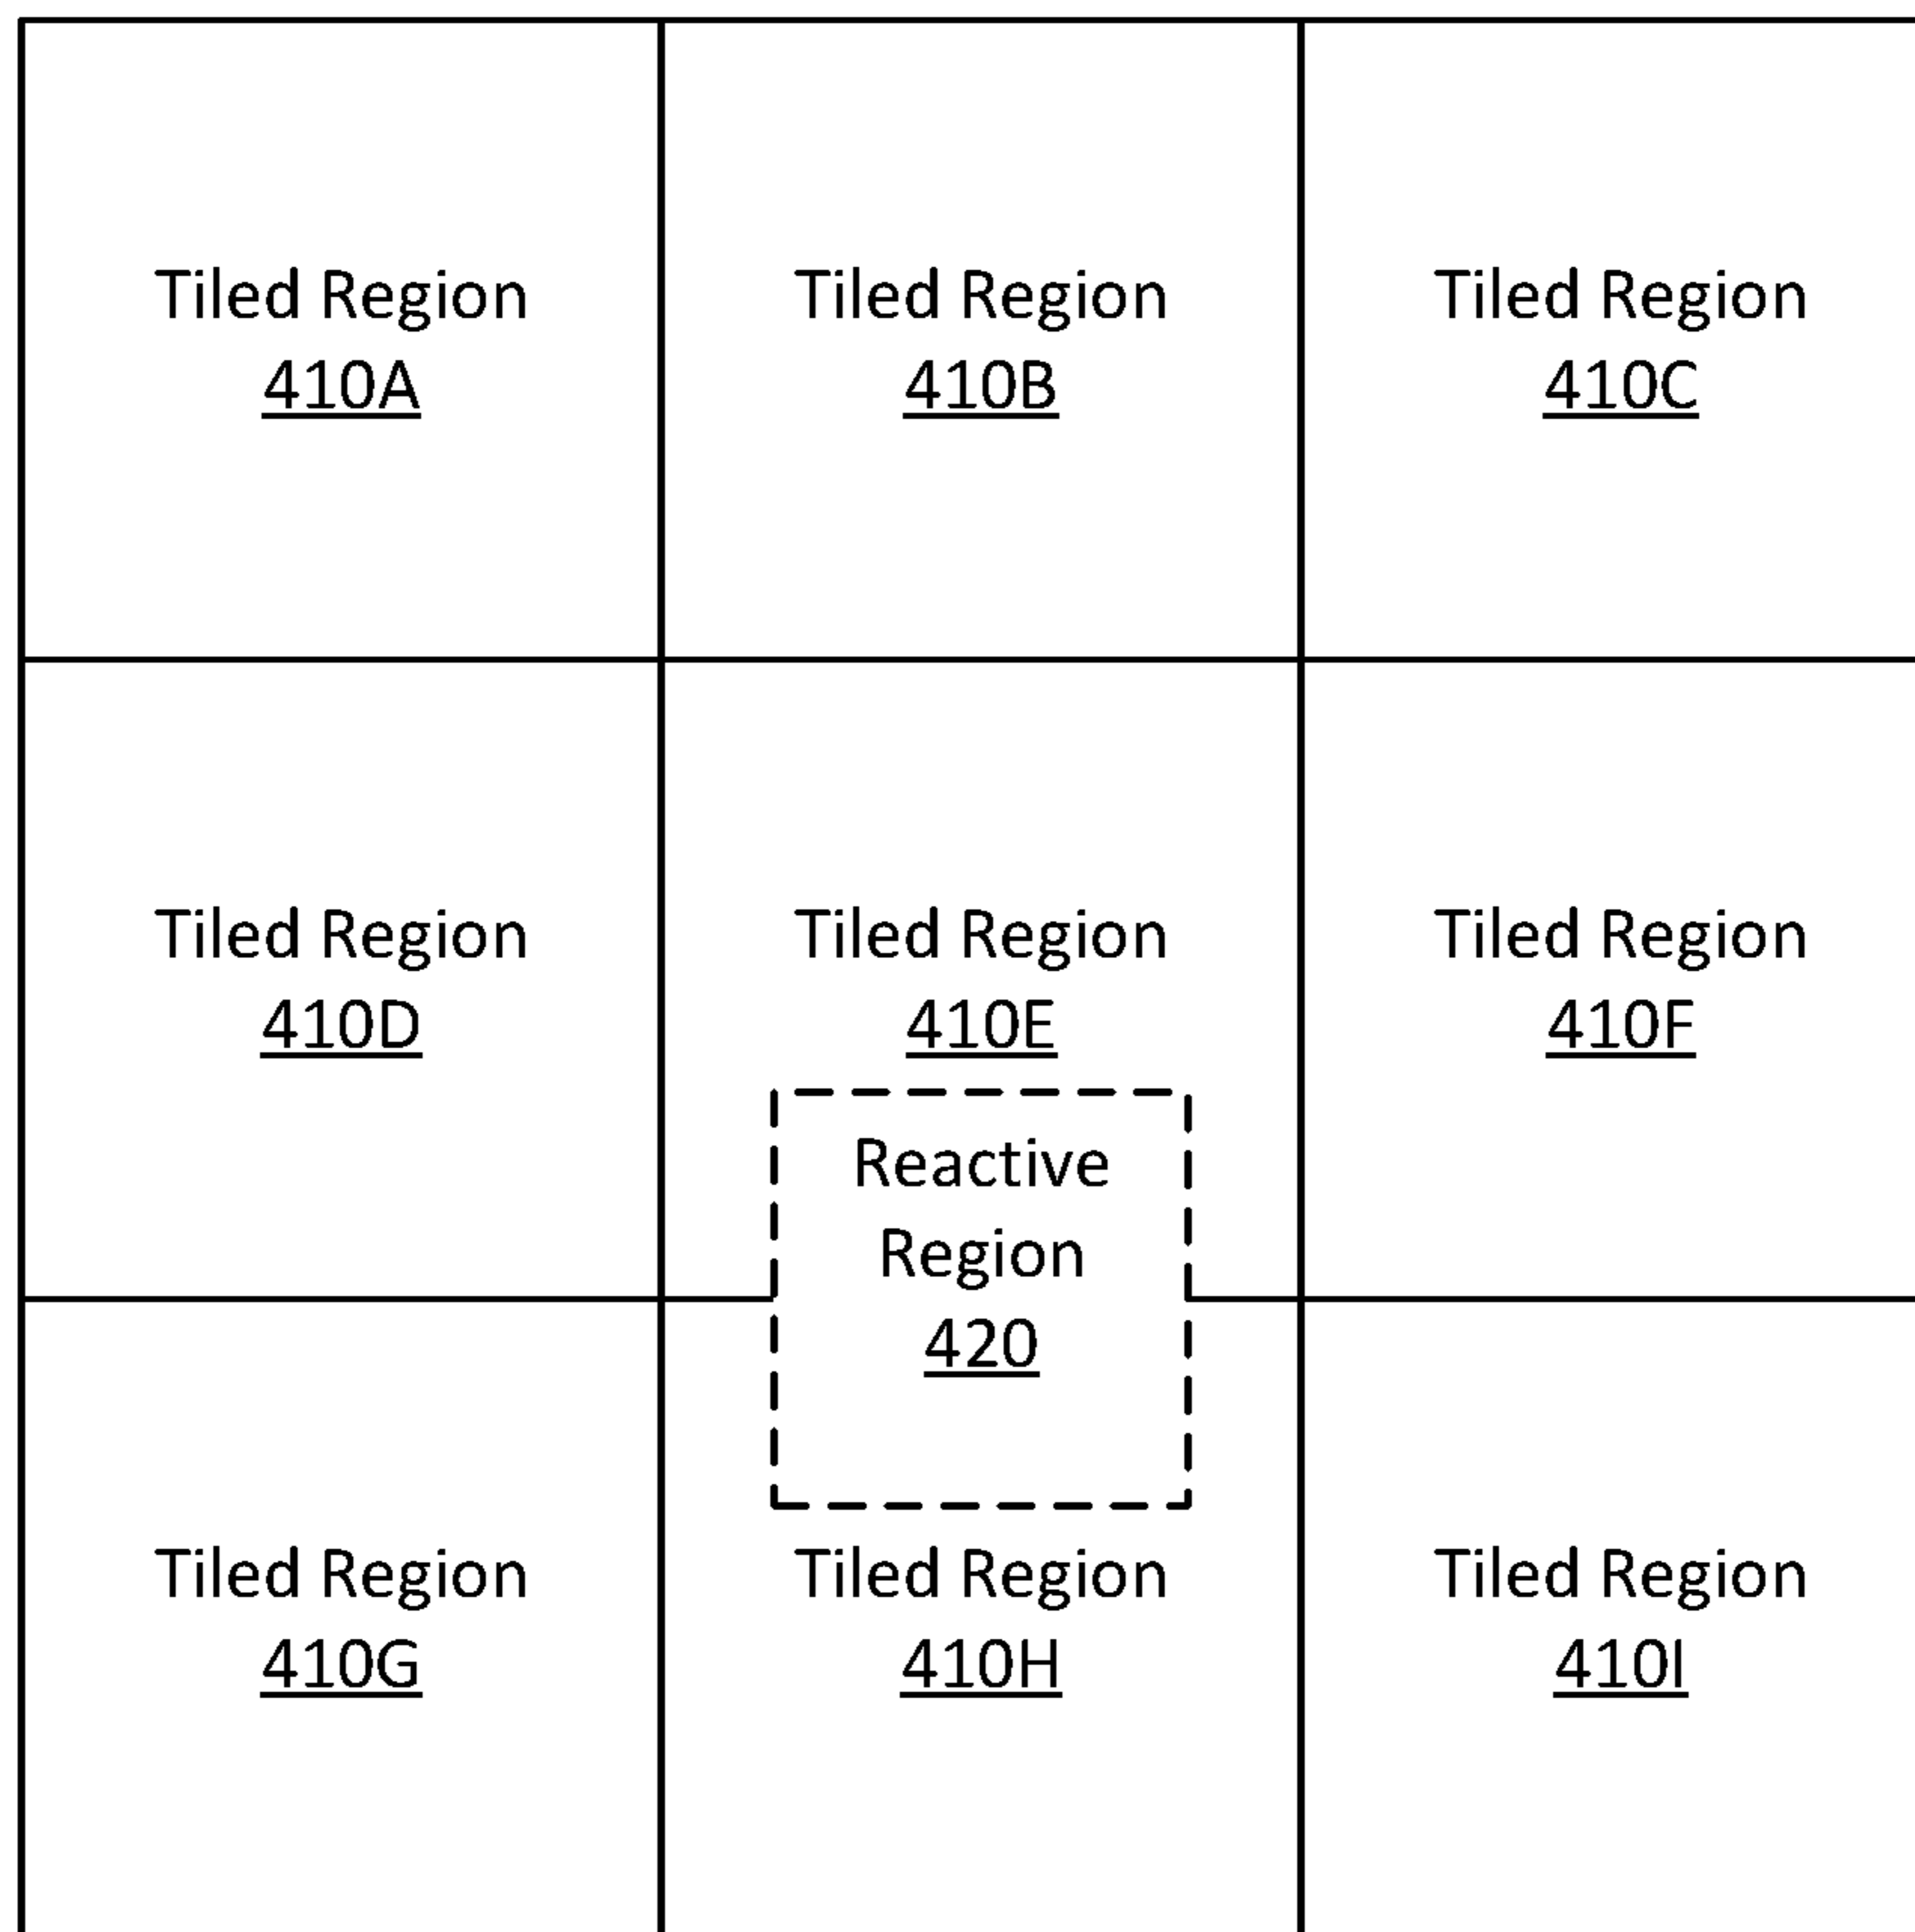 Tiled Region
410A
Tiled Region
410B
Tiled Region
410C
Tiled Region
410D
Tiled Region
410E
Tiled Region
410F
Reactive
Region
420
Tiled Region
410G
Tiled Region
410H
Tiled Region
410I